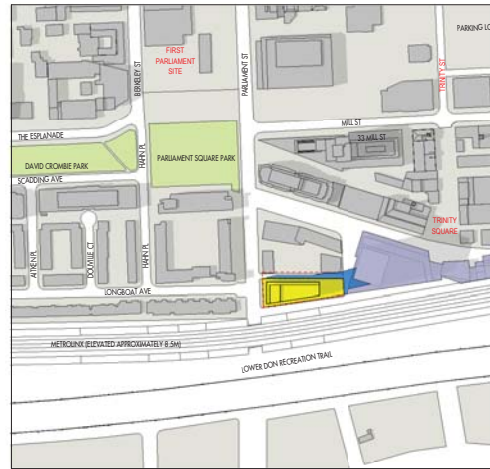 FIRST
PARLIAMENT
SITE
BERKELEY ST
PARLIAMENT ST
TRINITY ST
PARKING LO
THE ESPLANADE
MILL ST
33 MILL ST
DAVID CROMBIE PARK
HAHN PL
PARLIAMENT SQUARE PARK
SCADDING AVE
AITKEN PL
DOUVILLE CT
HAHN PL
TRINITY
SQUARE
LONGBOAT AVE
METROLINX (ELEVATED APPROXIMATELY 8.5M)
LOWER DON RECREATION TRAIL